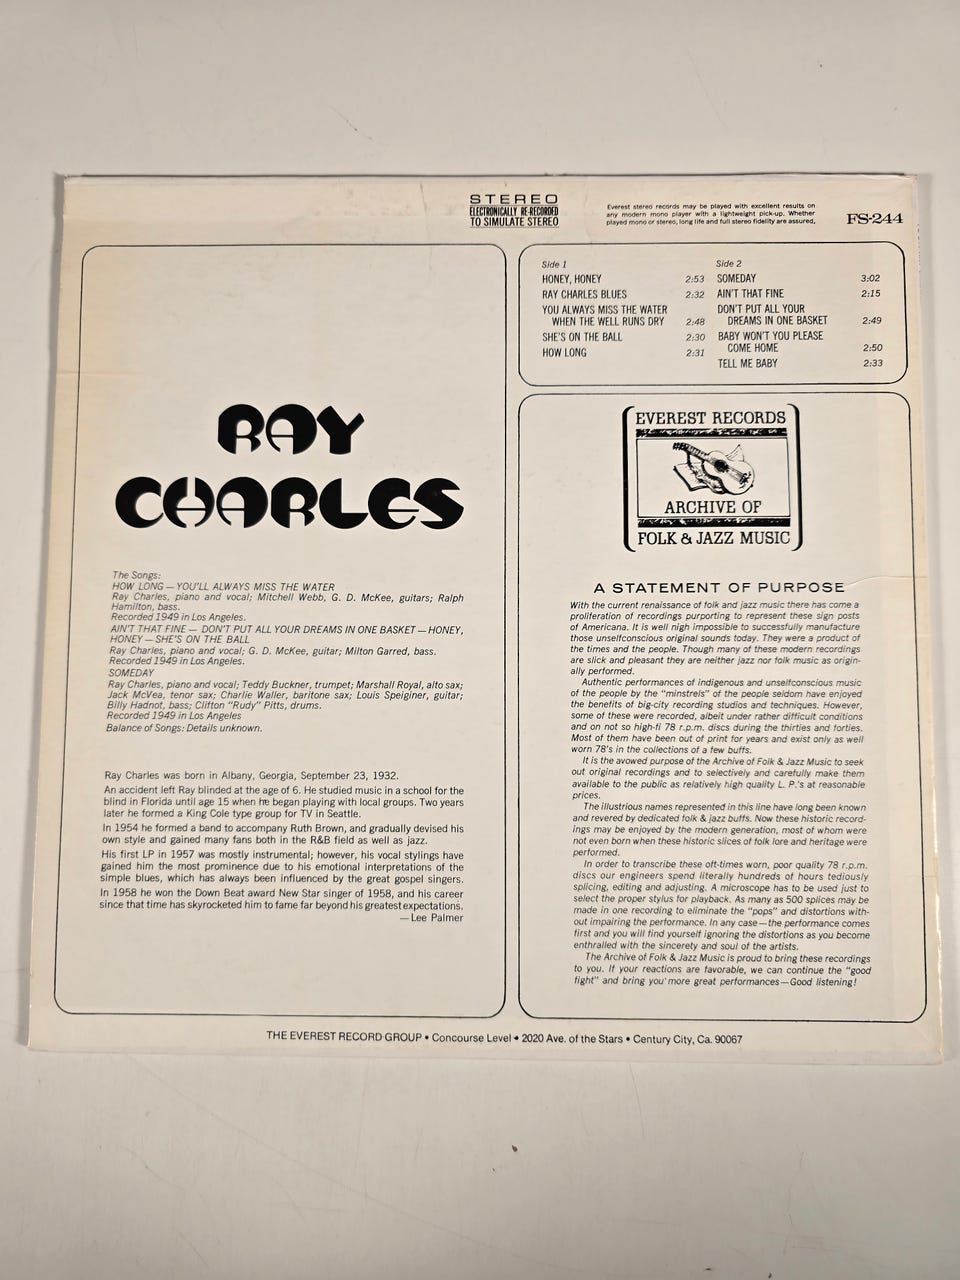 STEREO
ELECTRONICALLY RE-RECORDED
TO SIMULATE STEREO
Everest stereo records may be played with excellent results on
any modern mono player with a lightweight pick-up. Whether
played mono or stereo, long life and full stereo fidelity are assured.
FS-244
Side 1
HONEY, HONEY 2:53
RAY CHARLES BLUES 2:32
YOU ALWAYS MISS THE WATER
WHEN THE WELL RUNS DRY 2:48
SHE'S ON THE BALL 2:30
HOW LONG 2:31
Side 2
SOMEDAY 3:02
AIN'T THAT FINE 2:15
DON'T PUT ALL YOUR
DREAMS IN ONE BASKET 2:49
BABY WON'T YOU PLEASE
COME HOME 2:50
TELL ME BABY 2:33
RAY
CHARLES
The Songs:
HOW LONG — YOU'LL ALWAYS MISS THE WATER
Ray Charles, piano and vocal; Mitchell Webb, G. D. McKee, guitars; Ralph
Hamilton, bass.
Recorded 1949 in Los Angeles.
AIN'T THAT FINE — DON'T PUT ALL YOUR DREAMS IN ONE BASKET — HONEY,
HONEY — SHE'S ON THE BALL
Ray Charles, piano and vocal; G. D. McKee, guitar; Milton Garred, bass.
Recorded 1949 in Los Angeles.
SOMEDAY
Ray Charles, piano and vocal; Teddy Buckner, trumpet; Marshall Royal, alto sax;
Jack McVea, tenor sax; Charlie Waller, baritone sax; Louis Speiginer, guitar;
Billy Hadnot, bass; Clifton "Rudy" Pitts, drums.
Recorded 1949 in Los Angeles
Balance of Songs: Details unknown.
Ray Charles was born in Albany, Georgia, September 23, 1932.
An accident left Ray blinded at the age of 6. He studied music in a school for the
blind in Florida until age 15 when he began playing with local groups. Two years
later he formed a King Cole type group for TV in Seattle.
In 1954 he formed a band to accompany Ruth Brown, and gradually devised his
own style and gained many fans both in the R&B field as well as jazz.
His first LP in 1957 was mostly instrumental; however, his vocal stylings have
gained him the most prominence due to his emotional interpretations of the
simple blues, which has always been influenced by the great gospel singers.
In 1958 he won the Down Beat award New Star singer of 1958, and his career
since that time has skyrocketed him to fame far beyond his greatest expectations.
— Lee Palmer
EVEREST RECORDS
ARCHIVE OF
FOLK & JAZZ MUSIC
A STATEMENT OF PURPOSE
With the current renaissance of folk and jazz music there has come a
proliferation of recordings purporting to represent these sign posts
of Americana. It is well nigh impossible to successfully manufacture
those unselfconscious original sounds today. They were a product of
the times and the people. Though many of these modern recordings
are slick and pleasant they are neither jazz nor folk music as origin-
ally performed.
Authentic performances of indigenous and unselfconscious music
of the people by the "minstrels" of the people seldom have enjoyed
the benefits of big-city recording studios and techniques. However,
some of these were recorded, albeit under rather difficult conditions
and on not so high-fi 78 r.p.m. discs during the thirties and forties.
Most of them have been out of print for years and exist only as well
worn 78's in the collections of a few buffs.
It is the avowed purpose of the Archive of Folk & Jazz Music to seek
out original recordings and to selectively and carefully make them
available to the public as relatively high quality L. P.'s at reasonable
prices.
The illustrious names represented in this line have long been known
and revered by dedicated folk & jazz buffs. Now these historic record-
ings may be enjoyed by the modern generation, most of whom were
not even born when these historic slices of folk lore and heritage were
performed.
In order to transcribe these oft-times worn, poor quality 78 r.p.m.
discs our engineers spend literally hundreds of hours tediously
splicing, editing and adjusting. A microscope has to be used just to
select the proper stylus for playback. As many as 500 splices may be
made in one recording to eliminate the "pops" and distortions with-
out impairing the performance. In any case — the performance comes
first and you will find yourself ignoring the distortions as you become
enthralled with the sincerety and soul of the artists.
The Archive of Folk & Jazz Music is proud to bring these recordings
to you. If your reactions are favorable, we can continue the "good
fight" and bring you more great performances — Good listening!
THE EVEREST RECORD GROUP • Concourse Level • 2020 Ave. of the Stars • Century City, Ca. 90067